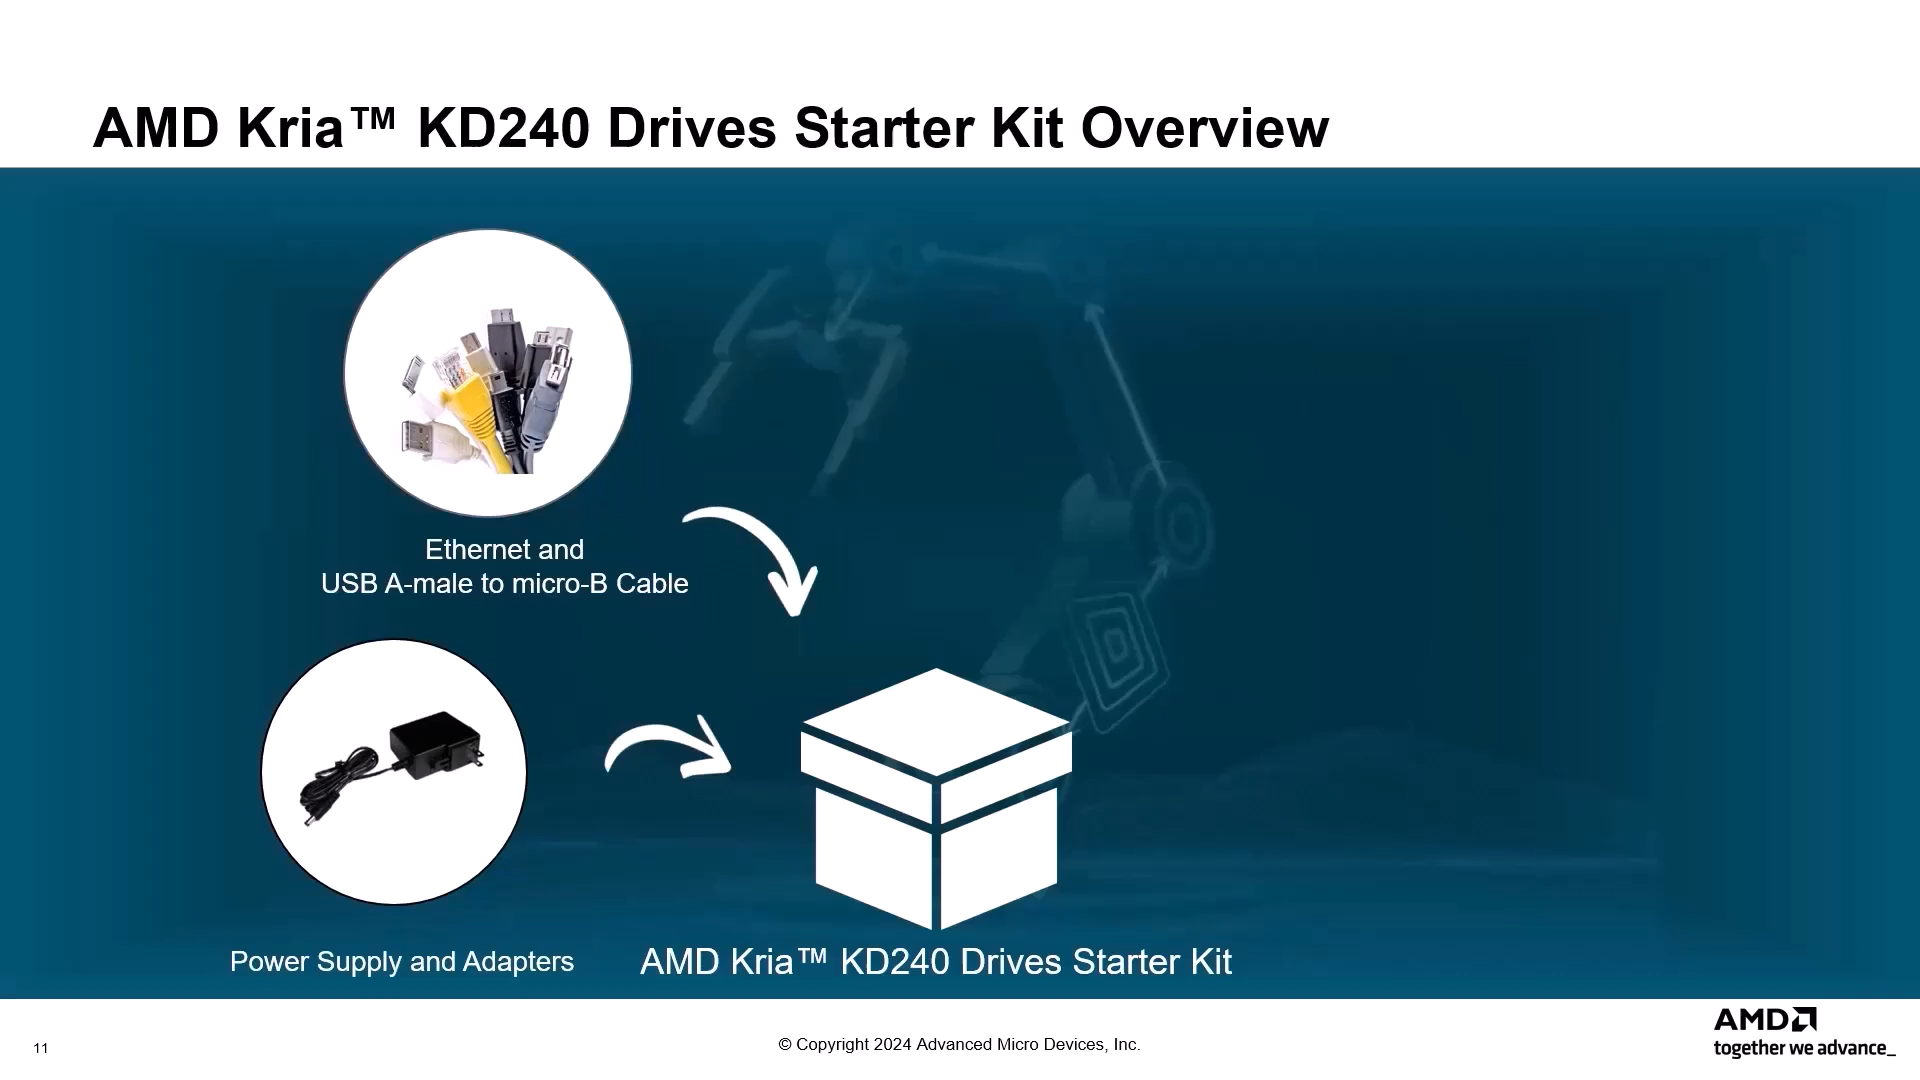 AMD Kria™ KD240 Drives Starter Kit Overview
Ethernet and
USB A-male to micro-B Cable
Power Supply and Adapters
AMD Kria™ KD240 Drives Starter Kit
11
© Copyright 2024 Advanced Micro Devices, Inc.
AMD
together we advance_